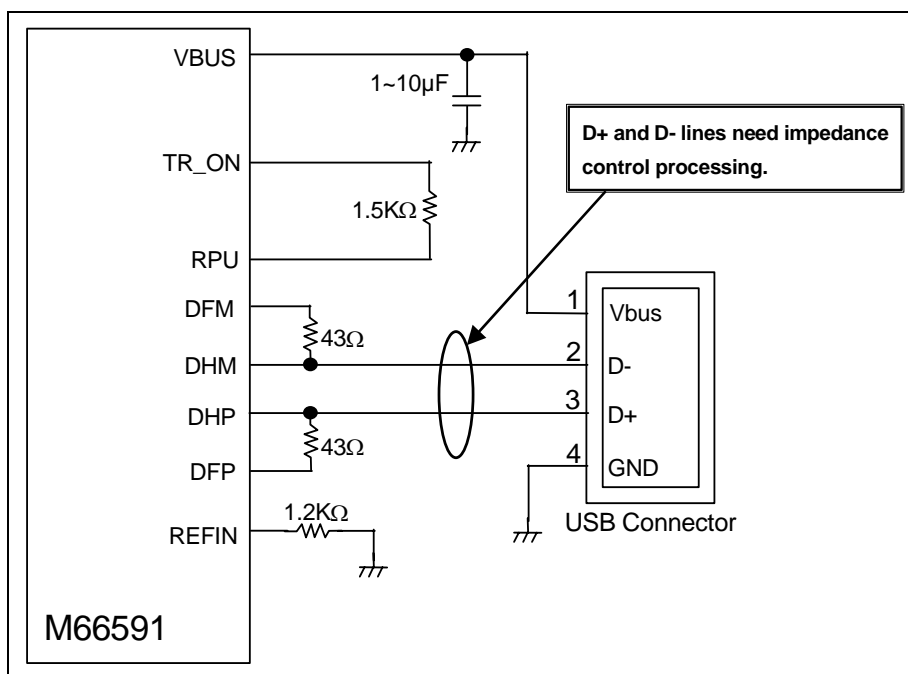 VBUS
1~10µF
D+ and D- lines need impedance
control processing.
TR_ON
1.5KΩ
RPU
DFM
43Ω
DHM
DHP
43Ω
DFP
1.2KΩ
REFIN
M66591
1
Vbus
2
D-
3
D+
4
GND
USB Connector